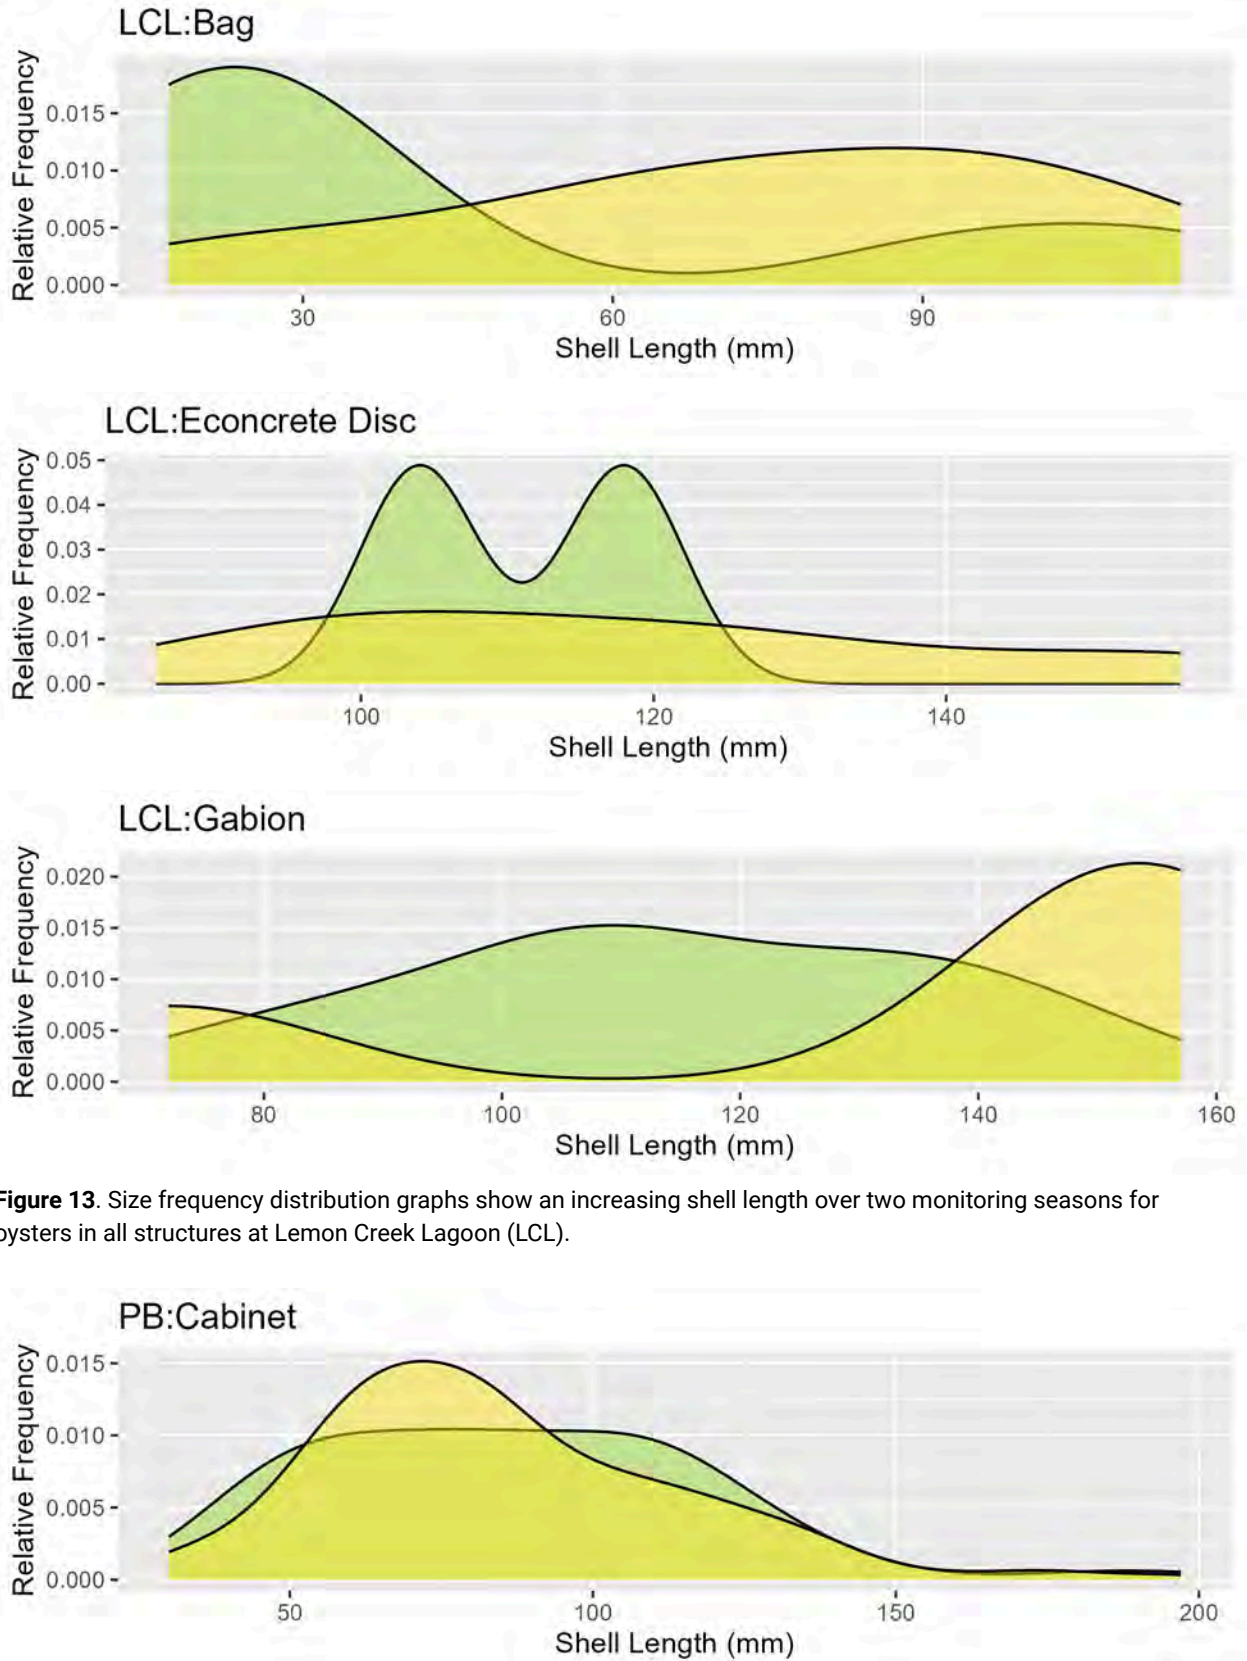 LCL:Bag
Relative Frequency
0.015
0.010
0.005
0.000
30 60 90
Shell Length (mm)
LCL:Econcrete Disc
Relative Frequency
0.05
0.04
0.03
0.02
0.01
0.00
100 120 140
Shell Length (mm)
LCL:Gabion
Relative Frequency
0.020
0.015
0.010
0.005
0.000
80 100 120 140 160
Shell Length (mm)
Figure 13. Size frequency distribution graphs show an increasing shell length over two monitoring seasons for
oysters in all structures at Lemon Creek Lagoon (LCL).
PB:Cabinet
Relative Frequency
0.015
0.010
0.005
0.000
50 100 150 200
Shell Length (mm)